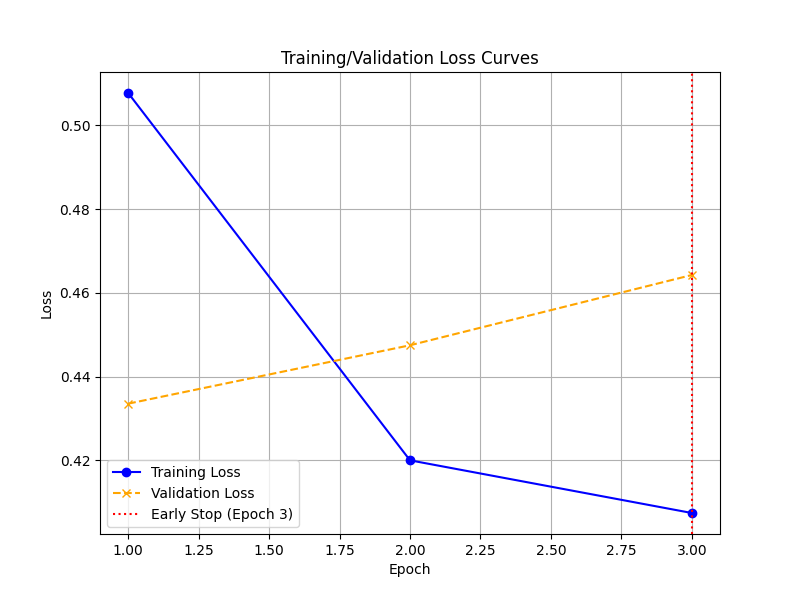 Training/Validation Loss Curves
0.50
0.48
0.46
0.44
0.42
Loss
Training Loss
Validation Loss
Early Stop (Epoch 3)
1.00 1.25 1.50 1.75 2.00 2.25 2.50 2.75 3.00
Epoch